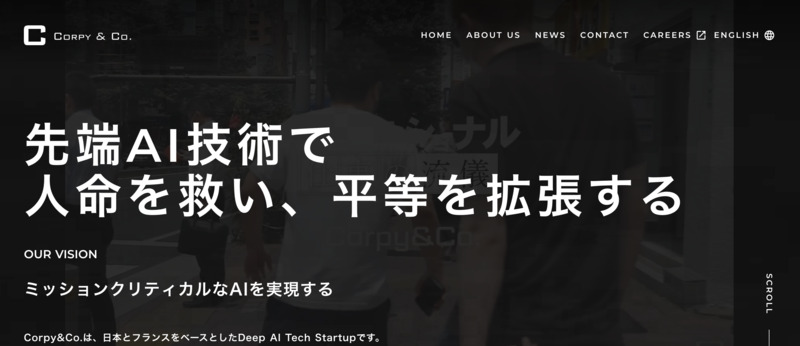 CORPY & CO.
HOME ABOUT US NEWS CONTACT CAREERS ENGLISH
先端AI技術で
人命を救い、平等を拡張する
OUR VISION
ミッションクリティカルなAIを実現する
Corpy&Co.は、日本とフランスをベースとしたDeep AI Tech Startupです。
SCROLL
Corpy&Co.